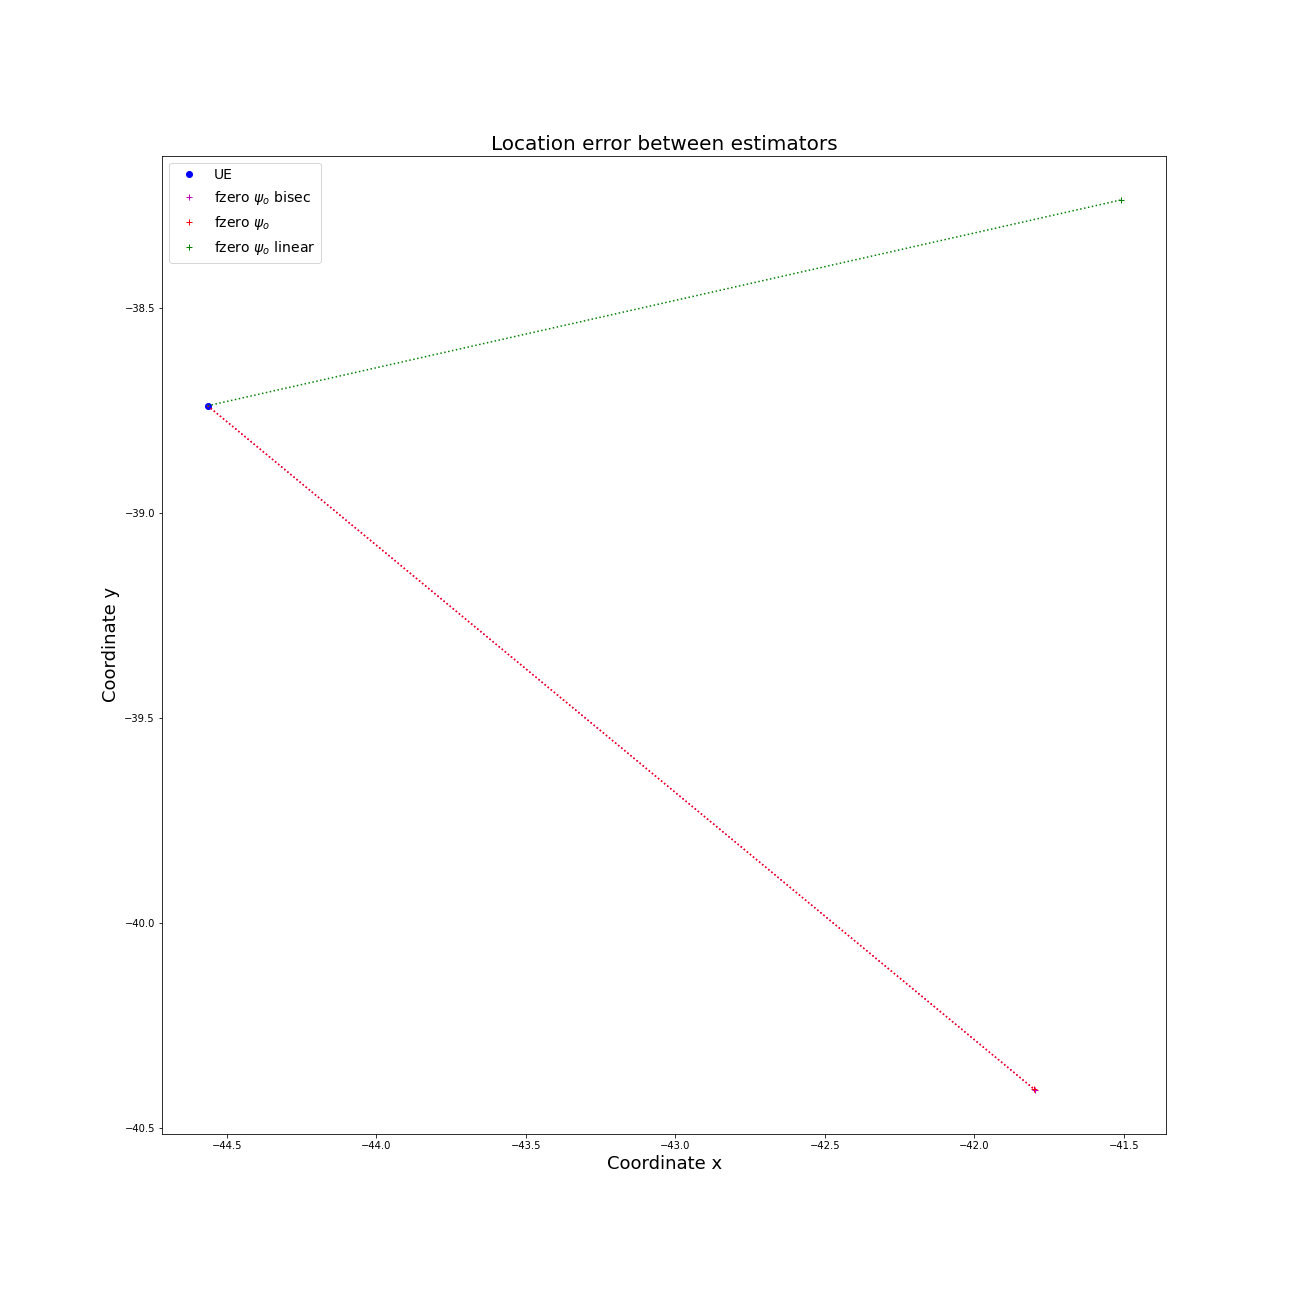 Location error between estimators
UE
fzero ψₒ bisec
fzero ψₒ
fzero ψₒ linear
Coordinate y
−38.5
−39.0
−39.5
−40.0
−40.5
−44.5 −44.0 −43.5 −43.0 −42.5 −42.0 −41.5
Coordinate x